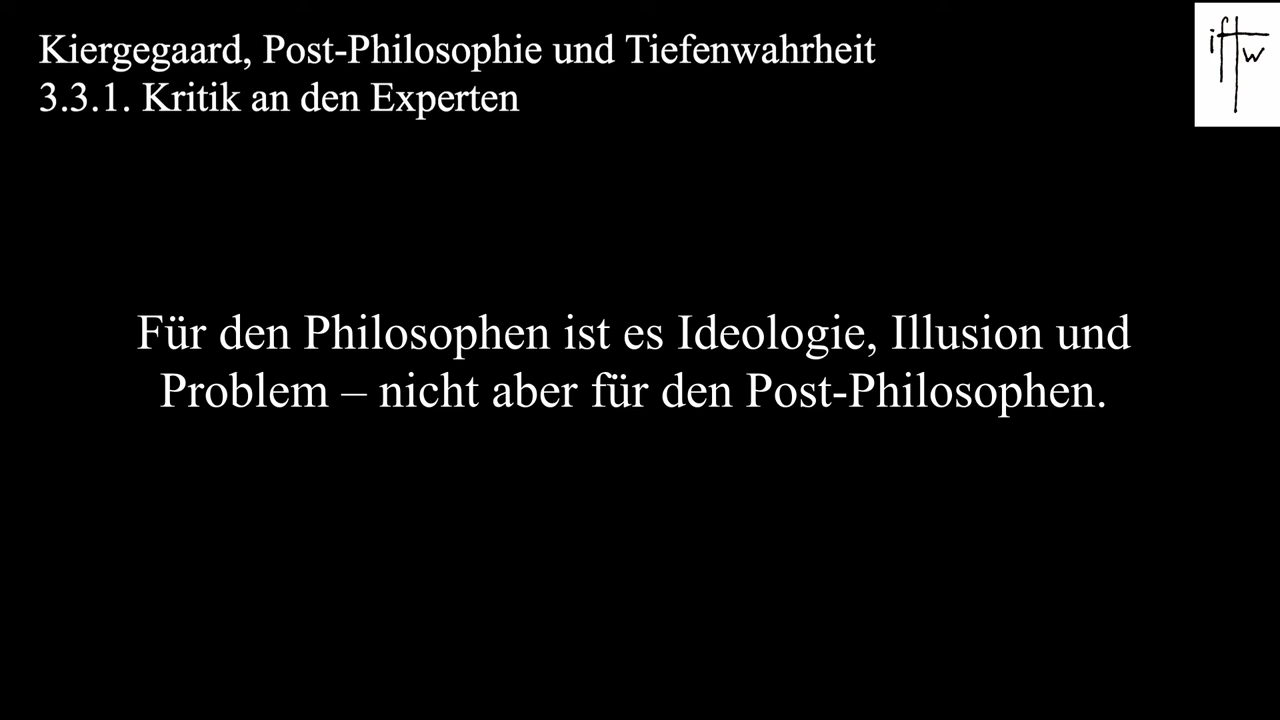 Kiergegaard, Post-Philosophie und Tiefenwahrheit
3.3.1. Kritik an den Experten
iftw
Für den Philosophen ist es Ideologie, Illusion und
Problem – nicht aber für den Post-Philosophen.